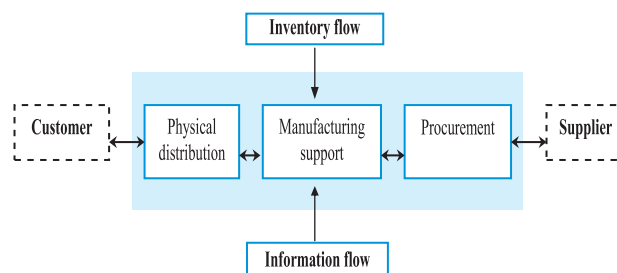 Inventory flow
Customer
Physical
distribution
Manufacturing
support
Procurement
Supplier
Information flow